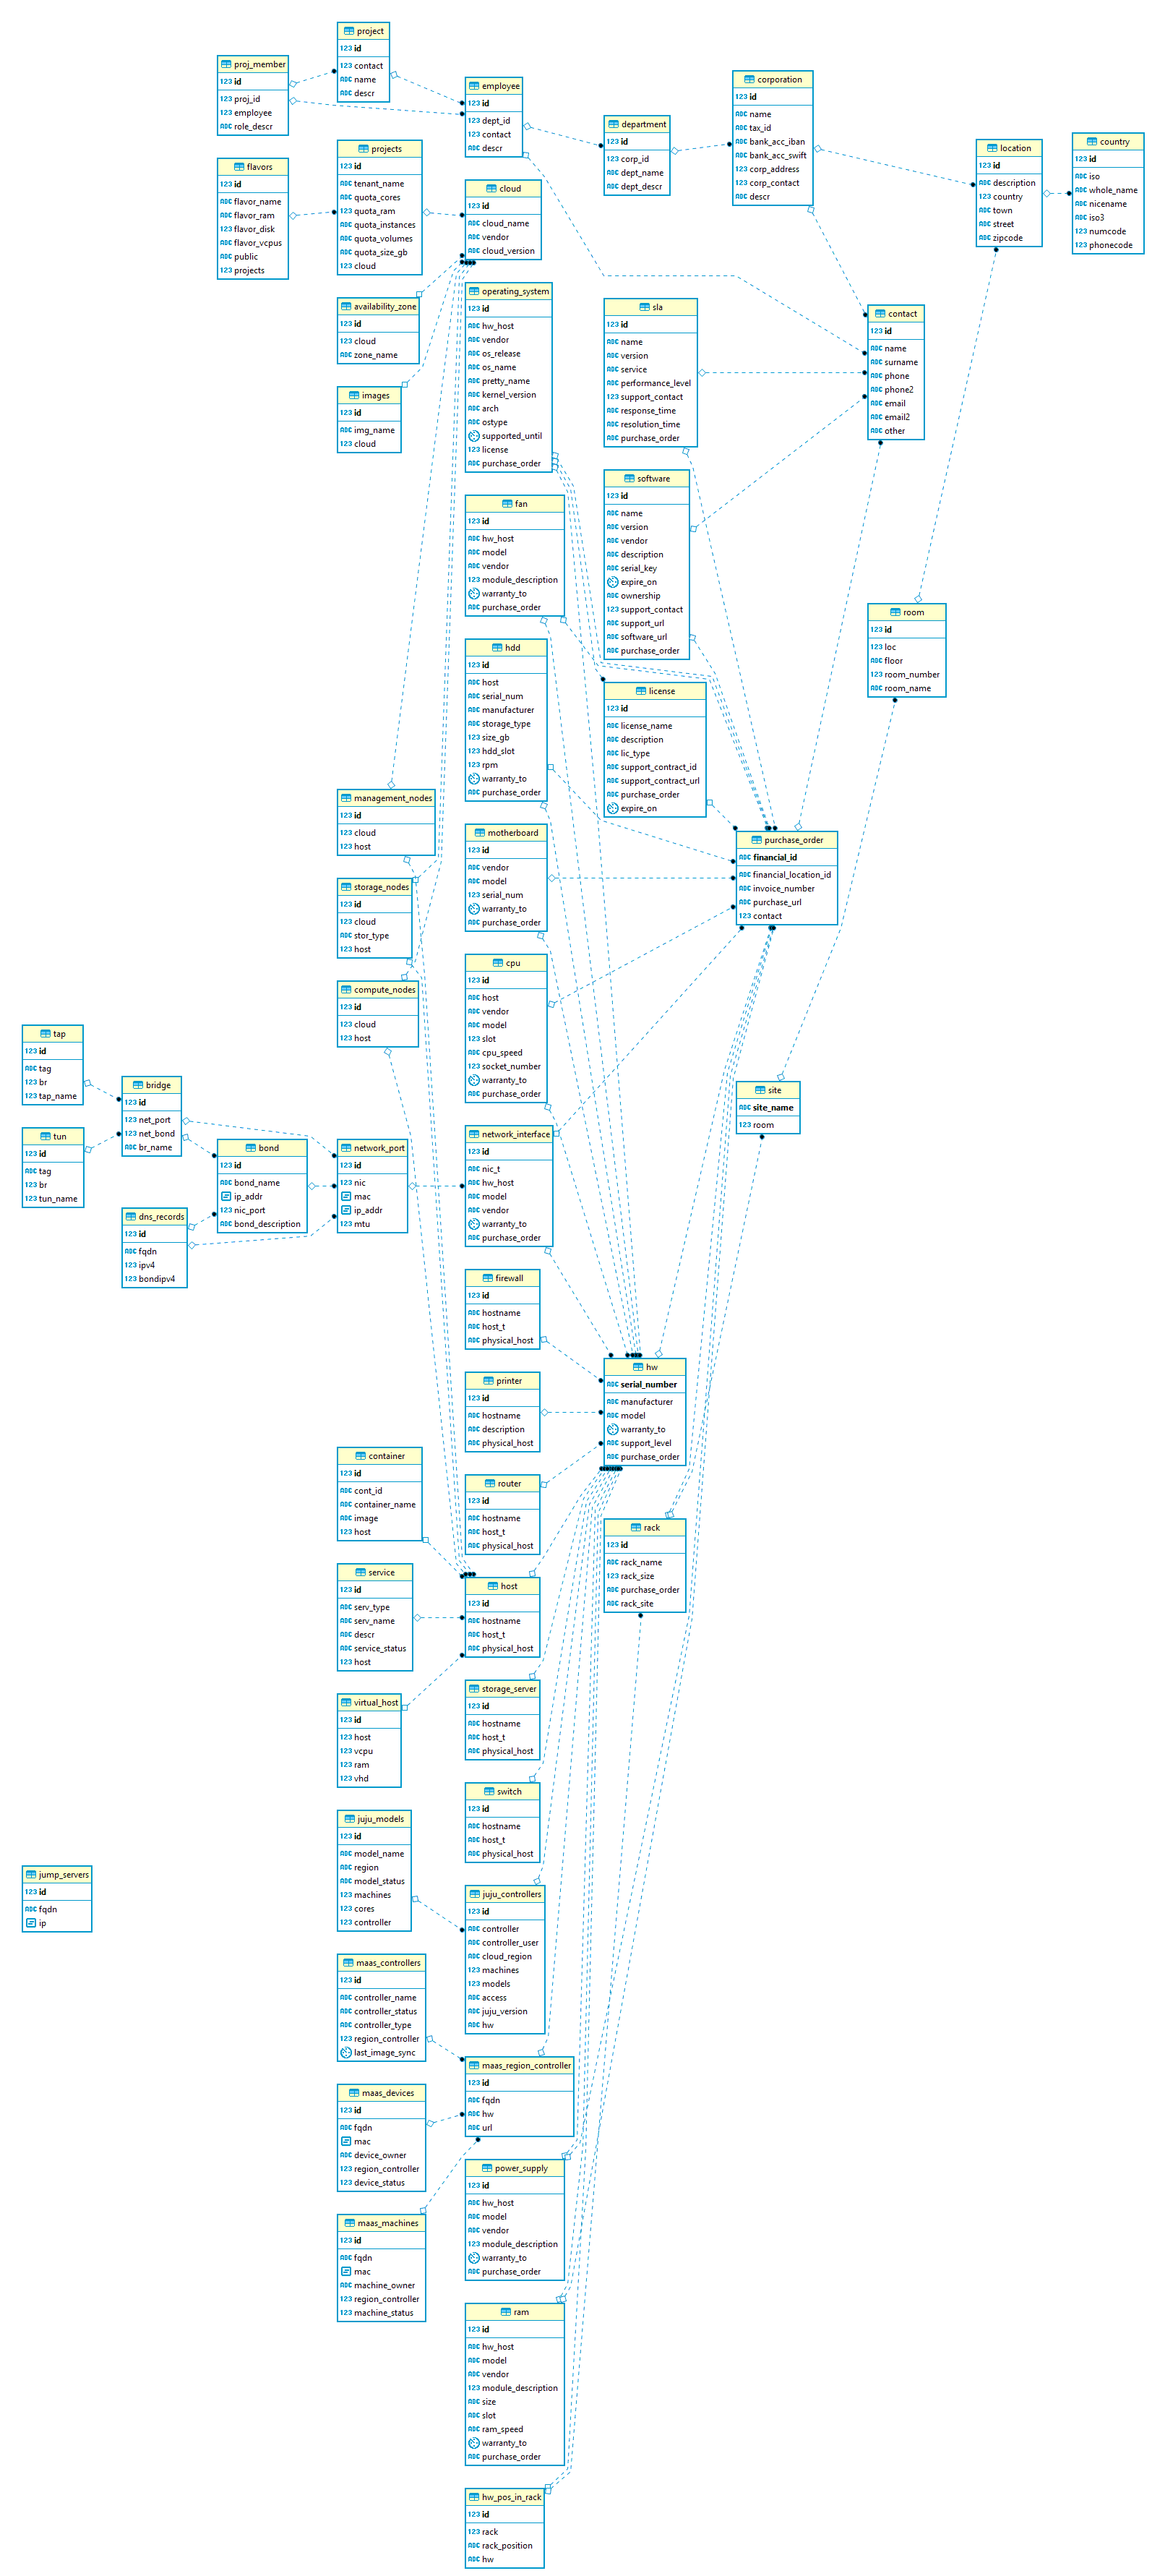 project
123 id
123 contact
ABC name
ABC descr
proj_member
123 id
123 proj_id
123 employee
ABC role_descr
employee
123 id
123 dept_id
123 contact
ABC descr
department
123 id
123 corp_id
ABC dept_name
ABC dept_descr
corporation
123 id
ABC name
ABC tax_id
ABC bank_acc_iban
ABC bank_acc_swift
123 corp_address
123 corp_contact
ABC descr
location
123 id
ABC description
123 country
ABC town
ABC street
ABC zipcode
country
123 id
ABC iso
ABC whole_name
ABC nicename
ABC iso3
123 numcode
123 phonecode
flavors
123 id
ABC flavor_name
123 flavor_ram
123 flavor_disk
123 flavor_vcpus
ABC public
123 projects
projects
123 id
ABC tenant_name
123 quota_cores
123 quota_ram
123 quota_instances
123 quota_volumes
123 quota_size_gb
123 cloud
cloud
123 id
ABC cloud_name
ABC vendor
ABC cloud_version
availability_zone
123 id
123 cloud
ABC zone_name
images
123 id
ABC img_name
123 cloud
operating_system
123 id
ABC hw_host
ABC vendor
ABC os_release
ABC os_name
ABC pretty_name
ABC kernel_version
ABC arch
ABC ostype
supported_until
123 license
ABC purchase_order
sla
123 id
ABC name
ABC version
ABC service
ABC performance_level
123 support_contact
ABC response_time
ABC resolution_time
ABC purchase_order
contact
123 id
ABC name
ABC surname
ABC phone
ABC phone2
ABC email
ABC email2
ABC other
software
123 id
ABC name
ABC version
ABC vendor
ABC description
ABC serial_key
expire_on
ABC ownership
123 support_contact
ABC support_url
ABC software_url
ABC purchase_order
fan
123 id
ABC hw_host
ABC model
ABC vendor
123 module_description
warranty_to
ABC purchase_order
room
123 id
123 loc
ABC floor
123 room_number
ABC room_name
hdd
123 id
ABC host
ABC serial_num
ABC manufacturer
ABC storage_type
123 size_gb
123 hdd_slot
123 rpm
warranty_to
ABC purchase_order
license
123 id
ABC license_name
ABC description
ABC lic_type
ABC support_contract_id
ABC support_contract_url
ABC purchase_order
expire_on
management_nodes
123 id
123 cloud
123 host
motherboard
123 id
ABC vendor
ABC model
123 serial_num
warranty_to
ABC purchase_order
purchase_order
ABC financial_id
ABC financial_location_id
ABC invoice_number
ABC purchase_url
123 contact
storage_nodes
123 id
123 cloud
ABC stor_type
123 host
cpu
123 id
ABC host
ABC vendor
ABC model
123 slot
ABC cpu_speed
123 socket_number
warranty_to
ABC purchase_order
compute_nodes
123 id
123 cloud
123 host
tap
123 id
ABC tag
123 br
ABC tap_name
bridge
123 id
123 net_port
123 net_bond
ABC br_name
tun
123 id
ABC tag
123 br
ABC tun_name
bond
123 id
ABC bond_name
ip_addr
123 nic_port
ABC bond_description
network_port
123 id
123 nic
mac
ip_addr
123 mtu
network_interface
123 id
ABC nic_t
ABC hw_host
ABC model
ABC vendor
warranty_to
ABC purchase_order
site
ABC site_name
123 room
dns_records
123 id
ABC fqdn
123 ipv4
123 bondipv4
firewall
123 id
ABC hostname
ABC host_t
ABC physical_host
printer
123 id
ABC hostname
ABC description
ABC physical_host
hw
ABC serial_number
ABC manufacturer
ABC model
warranty_to
ABC support_level
ABC purchase_order
container
123 id
ABC cont_id
ABC container_name
ABC image
123 host
router
123 id
ABC hostname
ABC host_t
ABC physical_host
rack
123 id
ABC rack_name
123 rack_size
ABC purchase_order
ABC rack_site
service
123 id
ABC serv_type
ABC serv_name
ABC descr
ABC service_status
123 host
host
123 id
ABC hostname
ABC host_t
ABC physical_host
virtual_host
123 id
123 host
123 vcpu
123 ram
123 vhd
storage_server
123 id
ABC hostname
ABC host_t
ABC physical_host
switch
123 id
ABC hostname
ABC host_t
ABC physical_host
juju_models
123 id
ABC model_name
ABC region
ABC model_status
123 machines
123 cores
123 controller
jump_servers
123 id
ABC fqdn
ip
juju_controllers
123 id
ABC controller
ABC controller_user
ABC cloud_region
123 machines
123 models
ABC access
ABC juju_version
ABC hw
maas_controllers
123 id
ABC controller_name
ABC controller_status
ABC controller_type
123 region_controller
last_image_sync
maas_region_controller
123 id
ABC fqdn
ABC hw
ABC url
maas_devices
123 id
ABC fqdn
mac
ABC device_owner
123 region_controller
123 device_status
power_supply
123 id
ABC hw_host
ABC model
ABC vendor
123 module_description
warranty_to
ABC purchase_order
maas_machines
123 id
ABC fqdn
mac
ABC machine_owner
123 region_controller
123 machine_status
ram
123 id
ABC hw_host
ABC model
ABC vendor
123 module_description
ABC size
ABC slot
ABC ram_speed
warranty_to
ABC purchase_order
hw_pos_in_rack
123 id
123 rack
123 rack_position
ABC hw